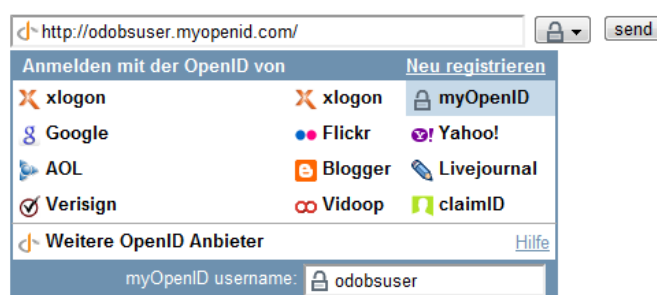 http://odobsuser.myopenid.com/ send
Anmelden mit der OpenID von Neu registrieren
xlogon xlogon myOpenID
Google Flickr Yahoo!
AOL Blogger Livejournal
Verisign Vidoop claimID
Weitere OpenID Anbieter Hilfe
myOpenID username: odobsuser